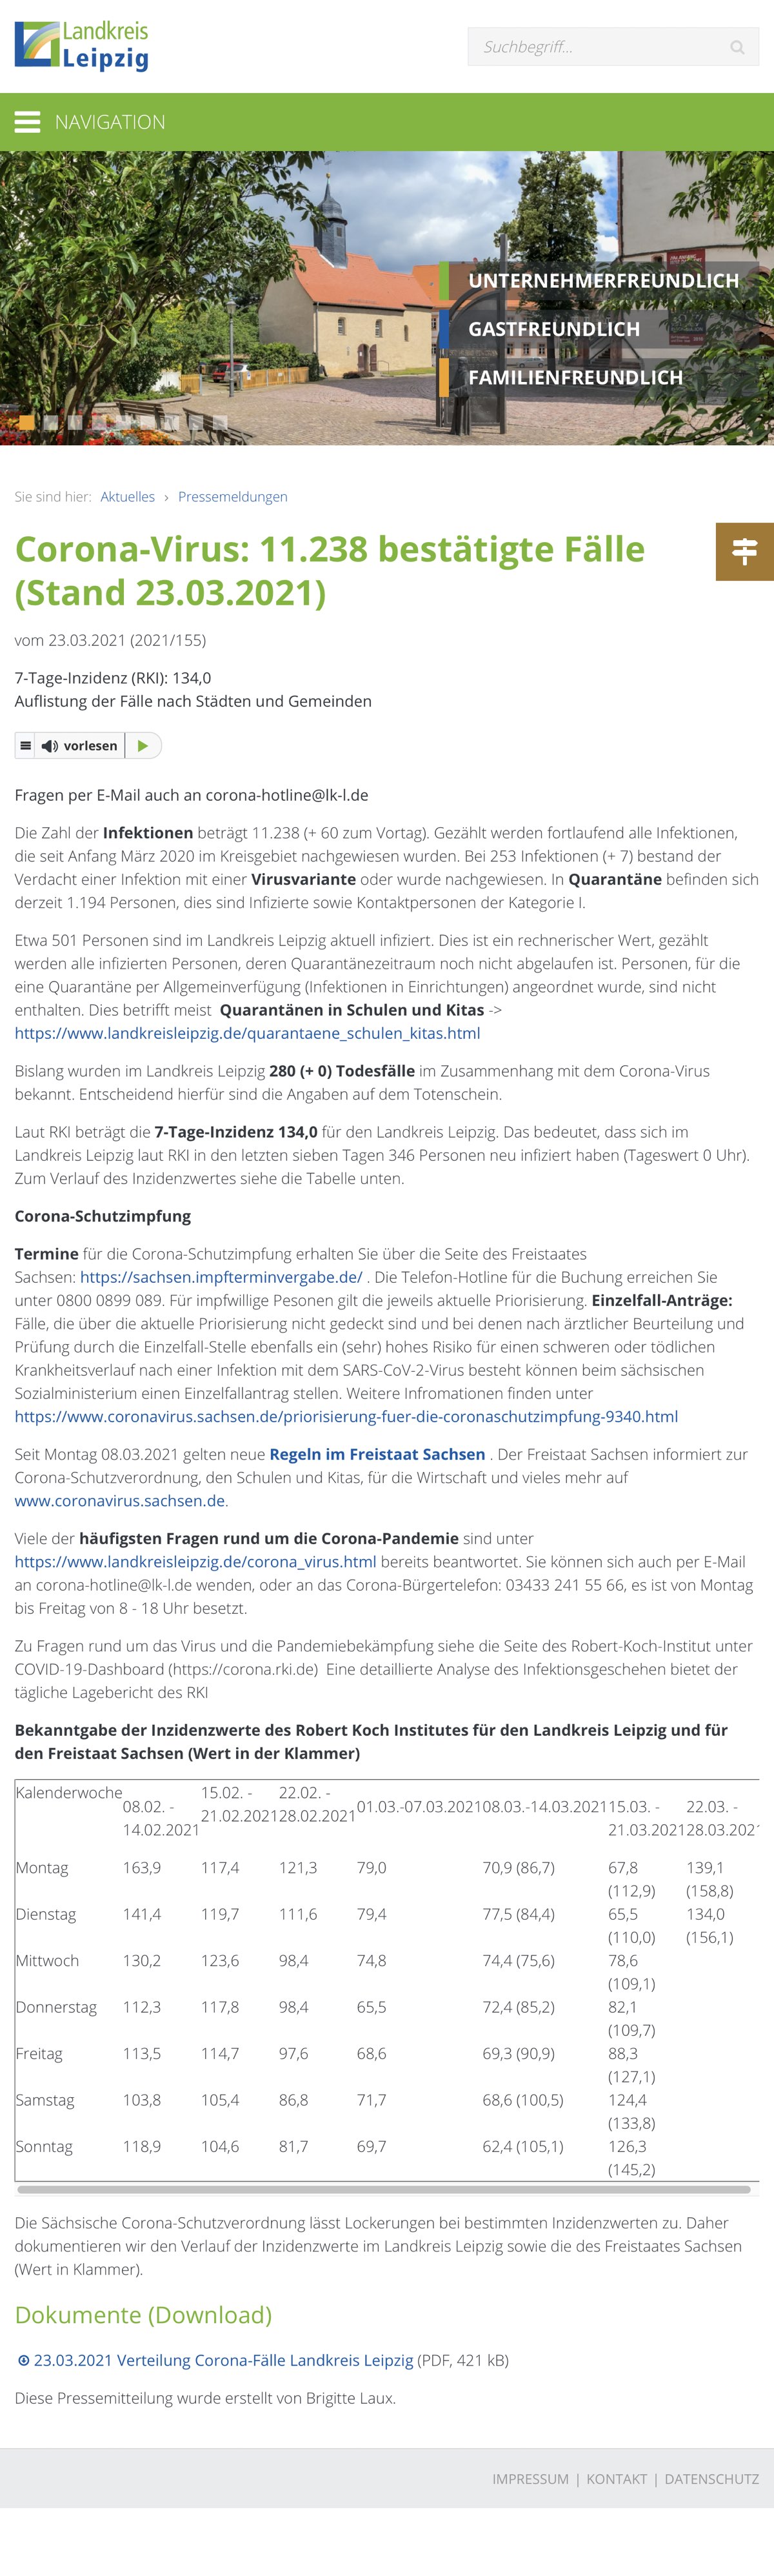 Landkreis
Leipzig
Suchbegriff...
NAVIGATION
UNTERNEHMERFREUNDLICH
GASTFREUNDLICH
FAMILIENFREUNDLICH
Sie sind hier: Aktuelles › Pressemeldungen
Corona-Virus: 11.238 bestätigte Fälle
(Stand 23.03.2021)
vom 23.03.2021 (2021/155)
7-Tage-Inzidenz (RKI): 134,0
Auflistung der Fälle nach Städten und Gemeinden
vorlesen
Fragen per E-Mail auch an corona-hotline@lk-l.de
Die Zahl der Infektionen beträgt 11.238 (+ 60 zum Vortag). Gezählt werden fortlaufend alle Infektionen,
die seit Anfang März 2020 im Kreisgebiet nachgewiesen wurden. Bei 253 Infektionen (+ 7) bestand der
Verdacht einer Infektion mit einer Virusvariante oder wurde nachgewiesen. In Quarantäne befinden sich
derzeit 1.194 Personen, dies sind Infizierte sowie Kontaktpersonen der Kategorie I.
Etwa 501 Personen sind im Landkreis Leipzig aktuell infiziert. Dies ist ein rechnerischer Wert, gezählt
werden alle infizierten Personen, deren Quarantänezeitraum noch nicht abgelaufen ist. Personen, für die
eine Quarantäne per Allgemeinverfügung (Infektionen in Einrichtungen) angeordnet wurde, sind nicht
enthalten. Dies betrifft meist Quarantänen in Schulen und Kitas ->
https://www.landkreisleipzig.de/quarantaene_schulen_kitas.html
Bislang wurden im Landkreis Leipzig 280 (+ 0) Todesfälle im Zusammenhang mit dem Corona-Virus
bekannt. Entscheidend hierfür sind die Angaben auf dem Totenschein.
Laut RKI beträgt die 7-Tage-Inzidenz 134,0 für den Landkreis Leipzig. Das bedeutet, dass sich im
Landkreis Leipzig laut RKI in den letzten sieben Tagen 346 Personen neu infiziert haben (Tageswert 0 Uhr).
Zum Verlauf des Inzidenzwertes siehe die Tabelle unten.
Corona-Schutzimpfung
Termine für die Corona-Schutzimpfung erhalten Sie über die Seite des Freistaates
Sachsen: https://sachsen.impfterminvergabe.de/ . Die Telefon-Hotline für die Buchung erreichen Sie
unter 0800 0899 089. Für impfwillige Pesonen gilt die jeweils aktuelle Priorisierung. Einzelfall-Anträge:
Fälle, die über die aktuelle Priorisierung nicht gedeckt sind und bei denen nach ärztlicher Beurteilung und
Prüfung durch die Einzelfall-Stelle ebenfalls ein (sehr) hohes Risiko für einen schweren oder tödlichen
Krankheitsverlauf nach einer Infektion mit dem SARS-CoV-2-Virus besteht können beim sächsischen
Sozialministerium einen Einzelfallantrag stellen. Weitere Infromationen finden unter
https://www.coronavirus.sachsen.de/priorisierung-fuer-die-coronaschutzimpfung-9340.html
Seit Montag 08.03.2021 gelten neue Regeln im Freistaat Sachsen . Der Freistaat Sachsen informiert zur
Corona-Schutzverordnung, den Schulen und Kitas, für die Wirtschaft und vieles mehr auf
www.coronavirus.sachsen.de.
Viele der häufigsten Fragen rund um die Corona-Pandemie sind unter
https://www.landkreisleipzig.de/corona_virus.html bereits beantwortet. Sie können sich auch per E-Mail
an corona-hotline@lk-l.de wenden, oder an das Corona-Bürgertelefon: 03433 241 55 66, es ist von Montag
bis Freitag von 8 - 18 Uhr besetzt.
Zu Fragen rund um das Virus und die Pandemiebekämpfung siehe die Seite des Robert-Koch-Institut unter
COVID-19-Dashboard (https://corona.rki.de) Eine detaillierte Analyse des Infektionsgeschehen bietet der
tägliche Lagebericht des RKI
Bekanntgabe der Inzidenzwerte des Robert Koch Institutes für den Landkreis Leipzig und für
den Freistaat Sachsen (Wert in der Klammer)
Kalenderwoche 08.02. - 14.02.2021 15.02. - 21.02.2021 22.02. - 28.02.2021 01.03.-07.03.2021 08.03.-14.03.2021 15.03. - 21.03.2021 22.03. - 28.03.2021
Montag 163,9 117,4 121,3 79,0 70,9 (86,7) 67,8 (112,9) 139,1 (158,8)
Dienstag 141,4 119,7 111,6 79,4 77,5 (84,4) 65,5 (110,0) 134,0 (156,1)
Mittwoch 130,2 123,6 98,4 74,8 74,4 (75,6) 78,6 (109,1)
Donnerstag 112,3 117,8 98,4 65,5 72,4 (85,2) 82,1 (109,7)
Freitag 113,5 114,7 97,6 68,6 69,3 (90,9) 88,3 (127,1)
Samstag 103,8 105,4 86,8 71,7 68,6 (100,5) 124,4 (133,8)
Sonntag 118,9 104,6 81,7 69,7 62,4 (105,1) 126,3 (145,2)
Die Sächsische Corona-Schutzverordnung lässt Lockerungen bei bestimmten Inzidenzwerten zu. Daher
dokumentieren wir den Verlauf der Inzidenzwerte im Landkreis Leipzig sowie die des Freistaates Sachsen
(Wert in Klammer).
Dokumente (Download)
23.03.2021 Verteilung Corona-Fälle Landkreis Leipzig (PDF, 421 kB)
Diese Pressemitteilung wurde erstellt von Brigitte Laux.
IMPRESSUM | KONTAKT | DATENSCHUTZ